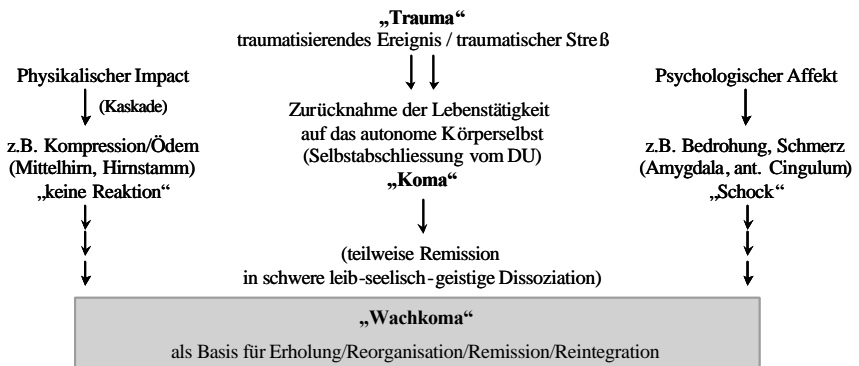 „Trauma“
traumatisierendes Ereignis / traumatischer Streß
Physikalischer Impact
(Kaskade)
z.B. Kompression/Ödem
(Mittelhirn, Hirnstamm)
„keine Reaktion“
Zurücknahme der Lebenstätigkeit
auf das autonome Körperselbst
(Selbstabschliessung vom DU)
„Koma“
(teilweise Remission
in schwere leib-seelisch-geistige Dissoziation)
Psychologischer Affekt
z.B. Bedrohung, Schmerz
(Amygdala, ant. Cingulum)
„Schock“
„Wachkoma“
als Basis für Erholung/Reorganisation/Remission/Reintegration